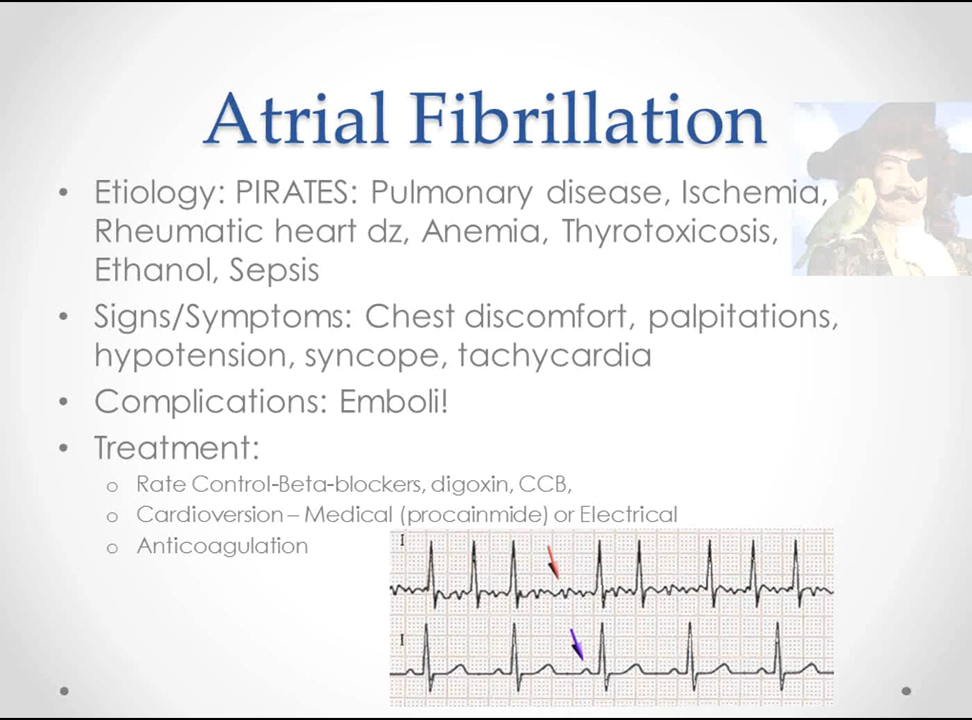 Atrial Fibrillation
• Etiology: PIRATES: Pulmonary disease, Ischemia,
Rheumatic heart dz, Anemia, Thyrotoxicosis,
Ethanol, Sepsis
• Signs/Symptoms: Chest discomfort, palpitations,
hypotension, syncope, tachycardia
• Complications: Emboli!
• Treatment:
o Rate Control-Beta-blockers, digoxin, CCB,
o Cardioversion – Medical (procainmide) or Electrical
o Anticoagulation
I
I